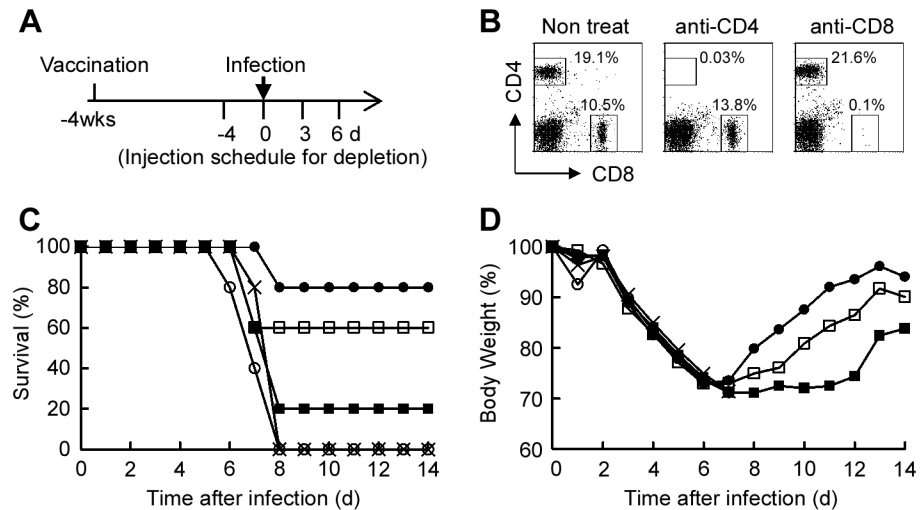 A
Vaccination
Infection
-4wks
-4 0 3 6 d
(Injection schedule for depletion)
B
Non treat anti-CD4 anti-CD8
CD4
19.1% 0.03% 21.6%
10.5% 13.8% 0.1%
CD8
C
Survival (%)
100
80
60
40
20
0
0 2 4 6 8 10 12 14
Time after infection (d)
D
Body Weight (%)
100
90
80
70
60
0 2 4 6 8 10 12 14
Time after infection (d)